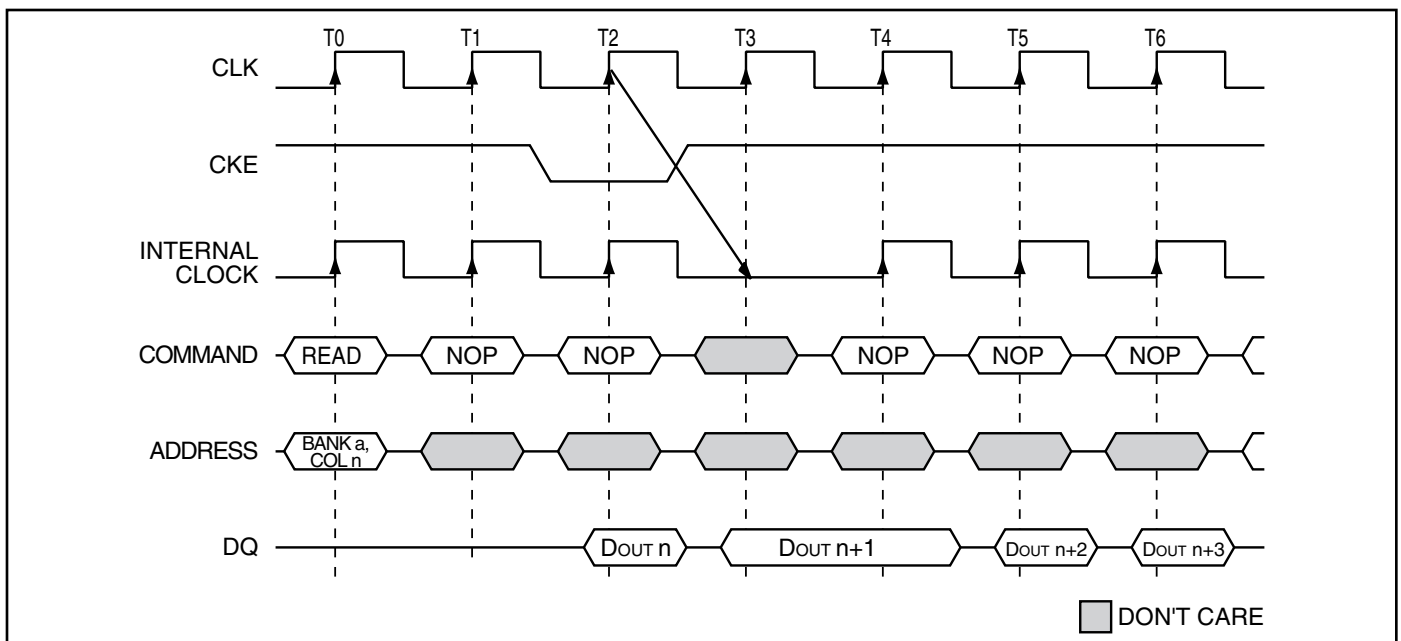 T0 T1 T2 T3 T4 T5 T6
CLK
CKE
INTERNAL
CLOCK
COMMAND READ NOP NOP NOP NOP NOP
ADDRESS BANK a,
COL n
DQ DOUT n DOUT n+1 DOUT n+2 DOUT n+3
DON'T CARE